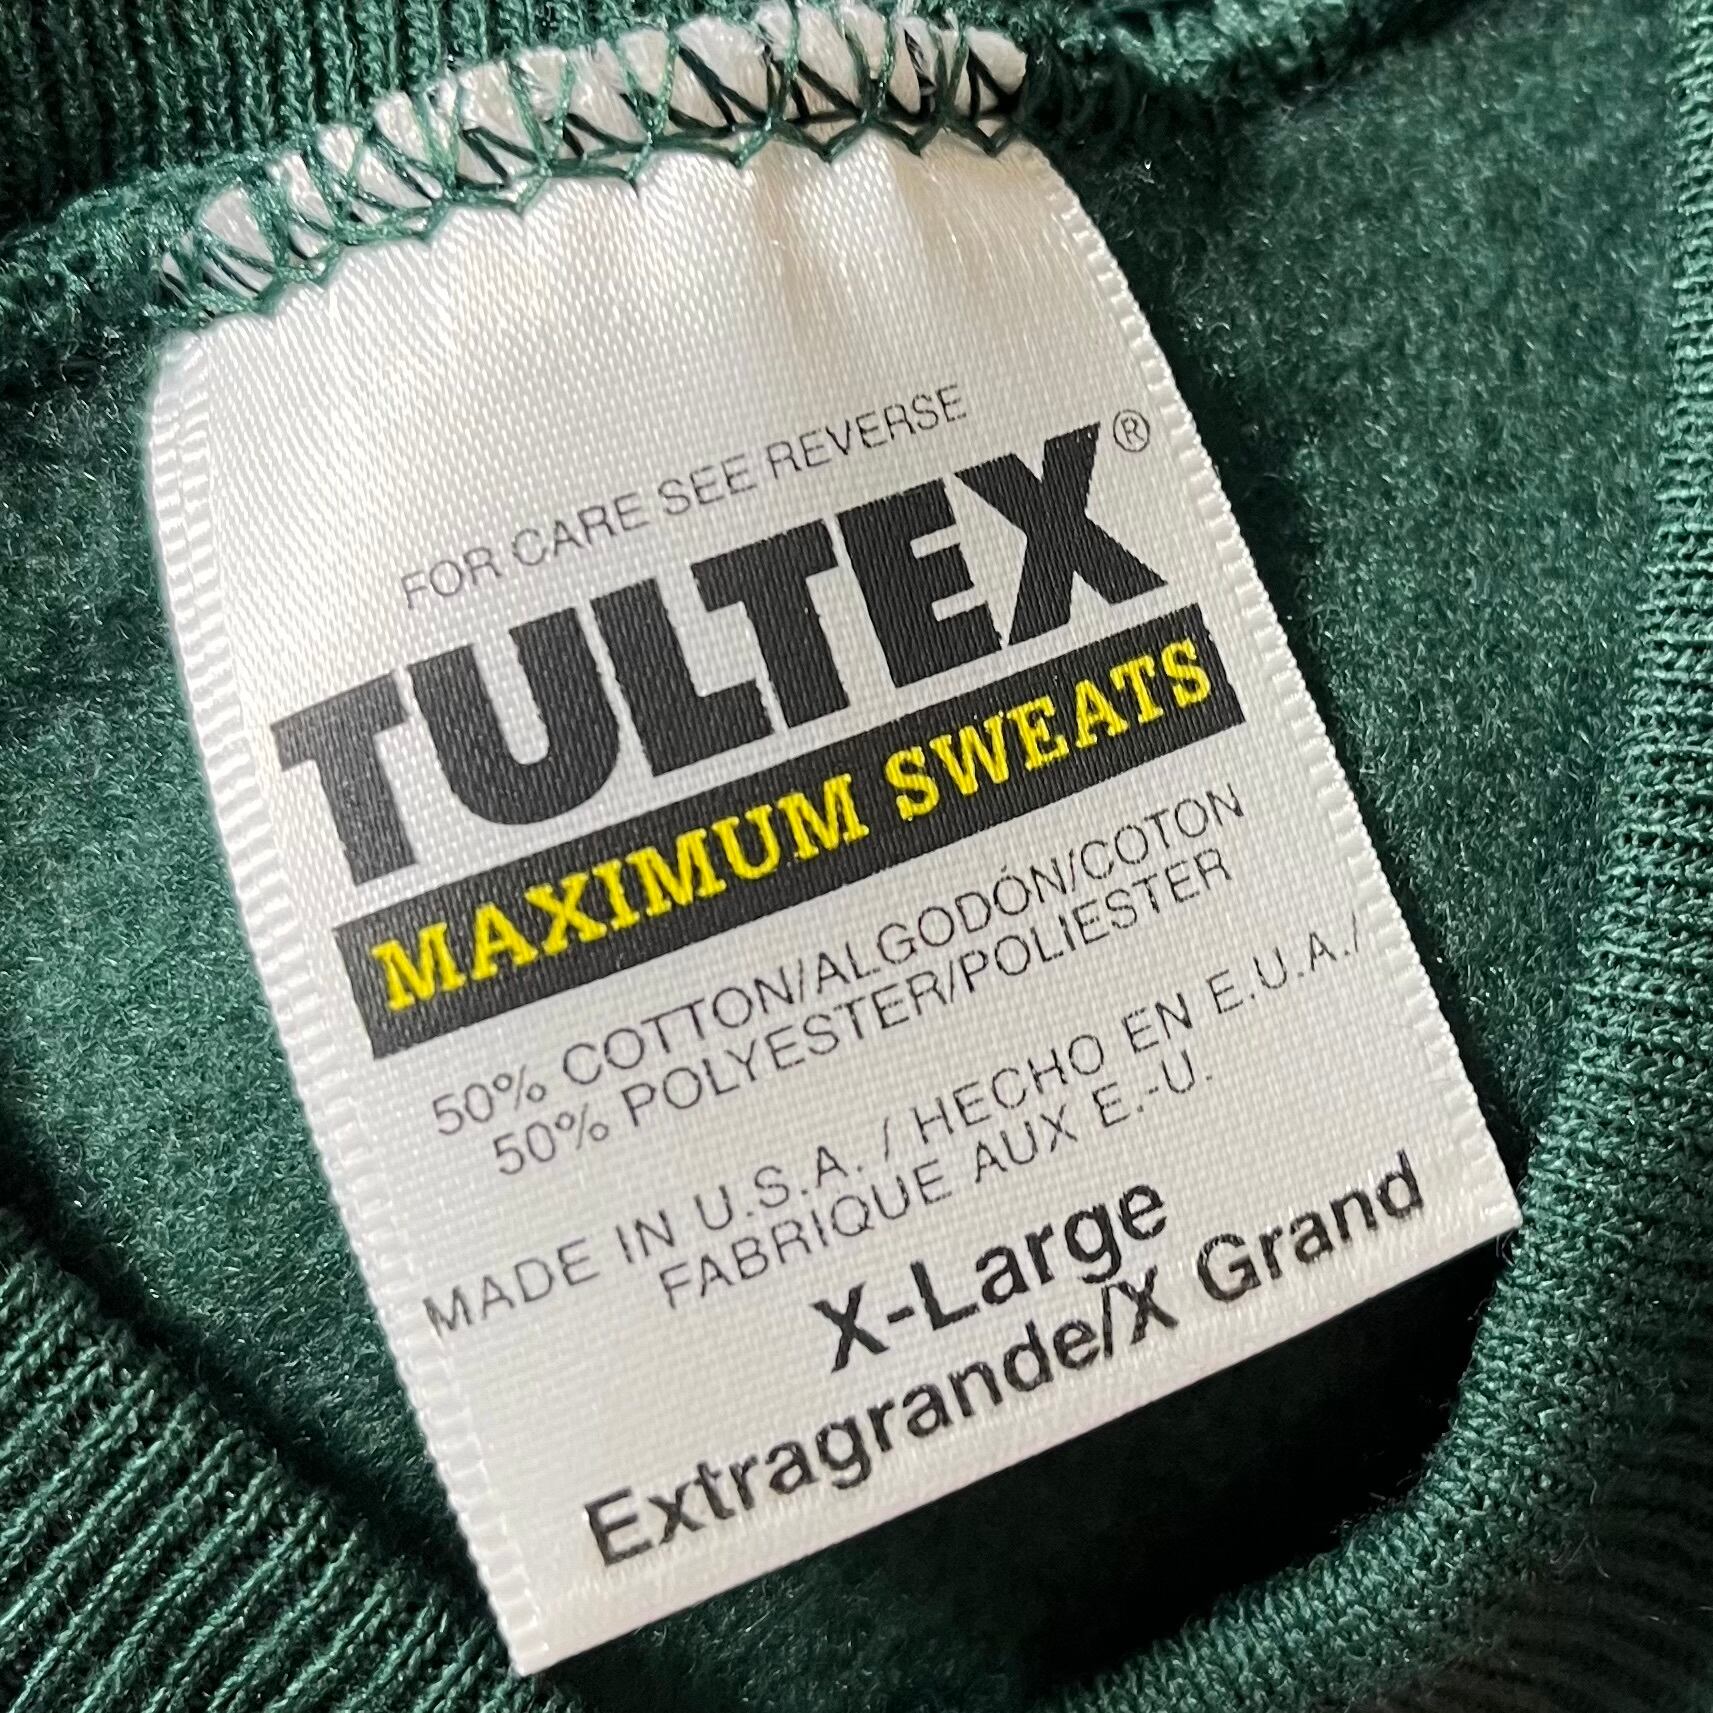 FOR CARE SEE REVERSE
TULTEX®
MAXIMUM SWEATS
50% COTTON/ALGODÓN/COTON
50% POLYESTER/POLIESTER
MADE IN U.S.A. / HECHO EN E.U.A./
FABRIQUE AUX E.-U.
X-Large
Extragrande/X Grand